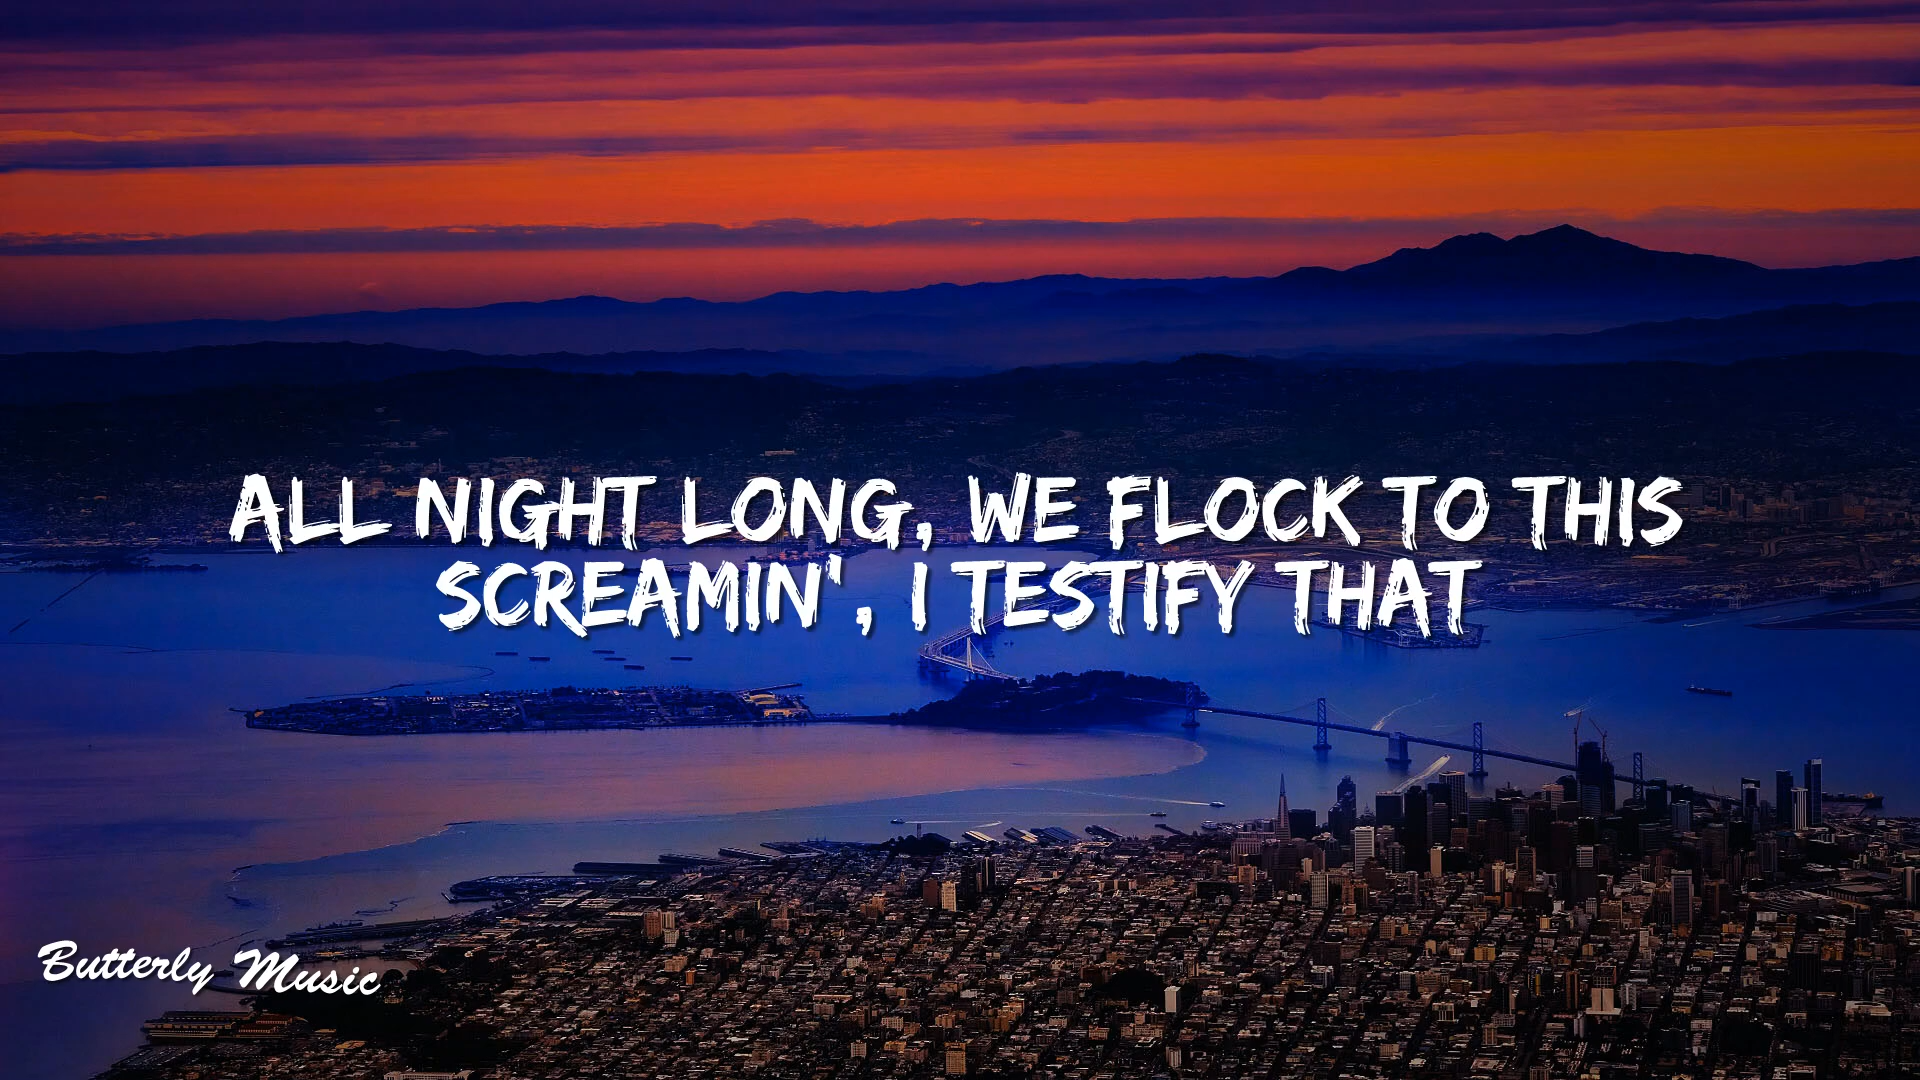 ALL NIGHT LONG, WE FLOCK TO THIS
SCREAMIN', I TESTIFY THAT
Butterly Music